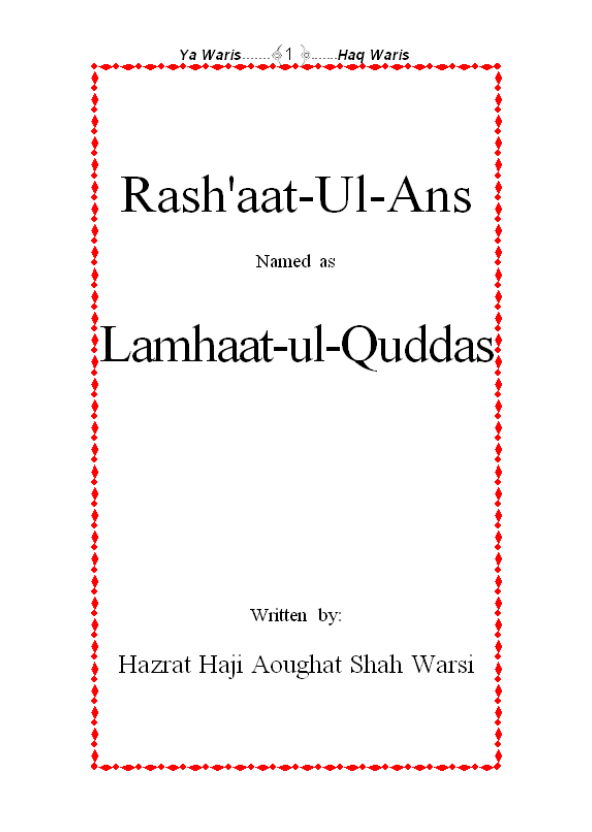 Ya Waris.......﴾ 1 ﴿.......Haq Waris
Rash'aat-Ul-Ans
Named as
Lamhaat-ul-Quddas
Written by:
Hazrat Haji Aoughat Shah Warsi